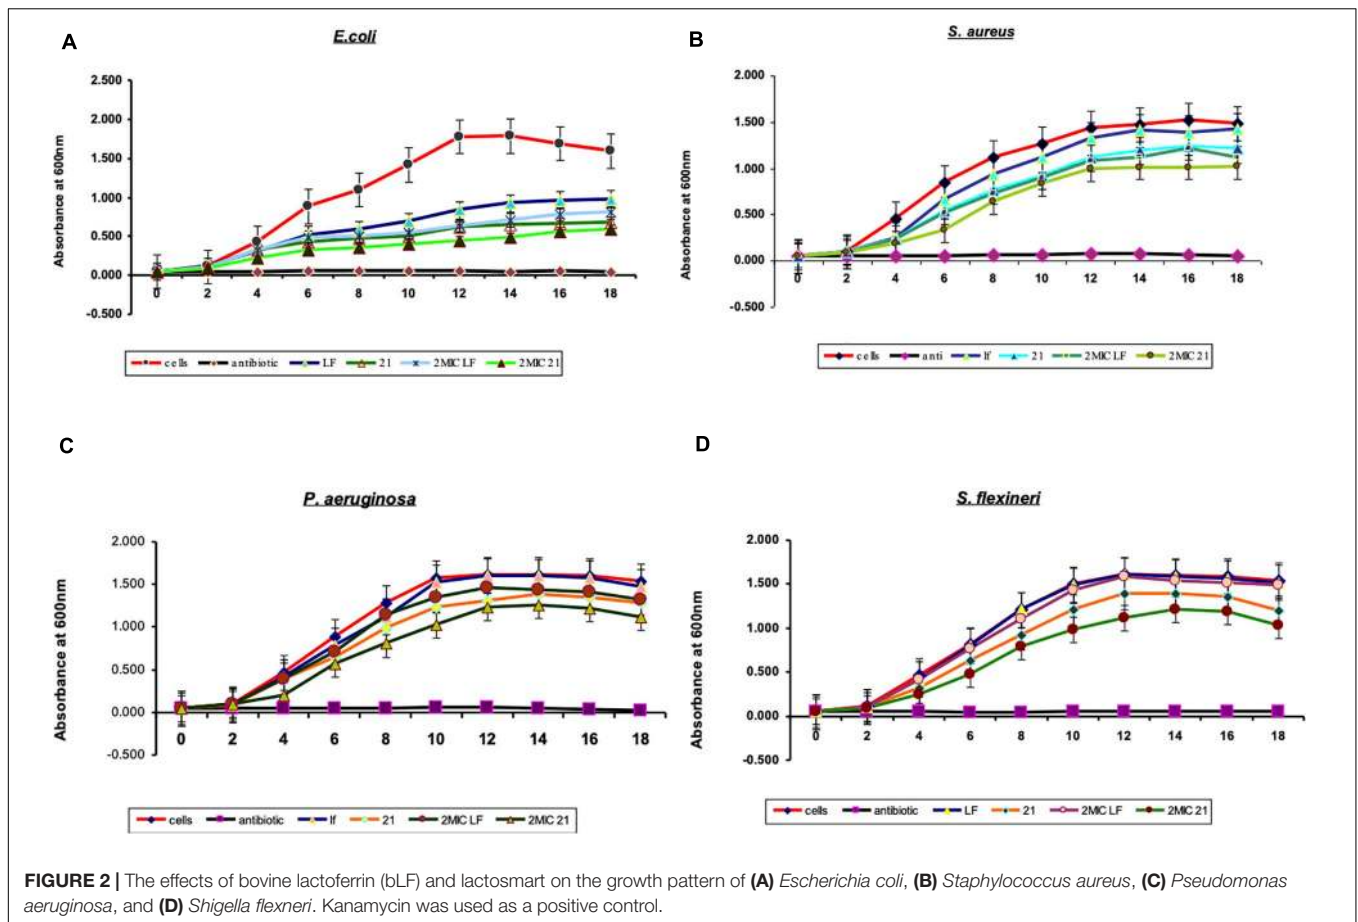 A
E.coli
Absorbance at 600nm
2.500
2.000
1.500
1.000
0.500
0.000
-0.500
0 2 4 6 8 10 12 14 16 18
cells antibiotic LF 21 2MIC LF 2MIC 21
B
S. aureus
Absorbance at 600nm
2.000
1.500
1.000
0.500
0.000
-0.500
0 2 4 6 8 10 12 14 16 18
cells anti lf 21 2MIC LF 2MIC 21
C
P. aeruginosa
Absorbance at 600nm
2.000
1.500
1.000
0.500
0.000
-0.500
0 2 4 6 8 10 12 14 16 18
cells antibiotic lf 21 2MIC LF 2MIC 21
D
S. flexineri
Absorbance at 600nm
2.000
1.500
1.000
0.500
0.000
-0.500
0 2 4 6 8 10 12 14 16 18
cells antibiotic LF 21 2MIC LF 2MIC 21
FIGURE 2 | The effects of bovine lactoferrin (bLF) and lactosmart on the growth pattern of (A) Escherichia coli, (B) Staphylococcus aureus, (C) Pseudomonas
aeruginosa, and (D) Shigella flexneri. Kanamycin was used as a positive control.